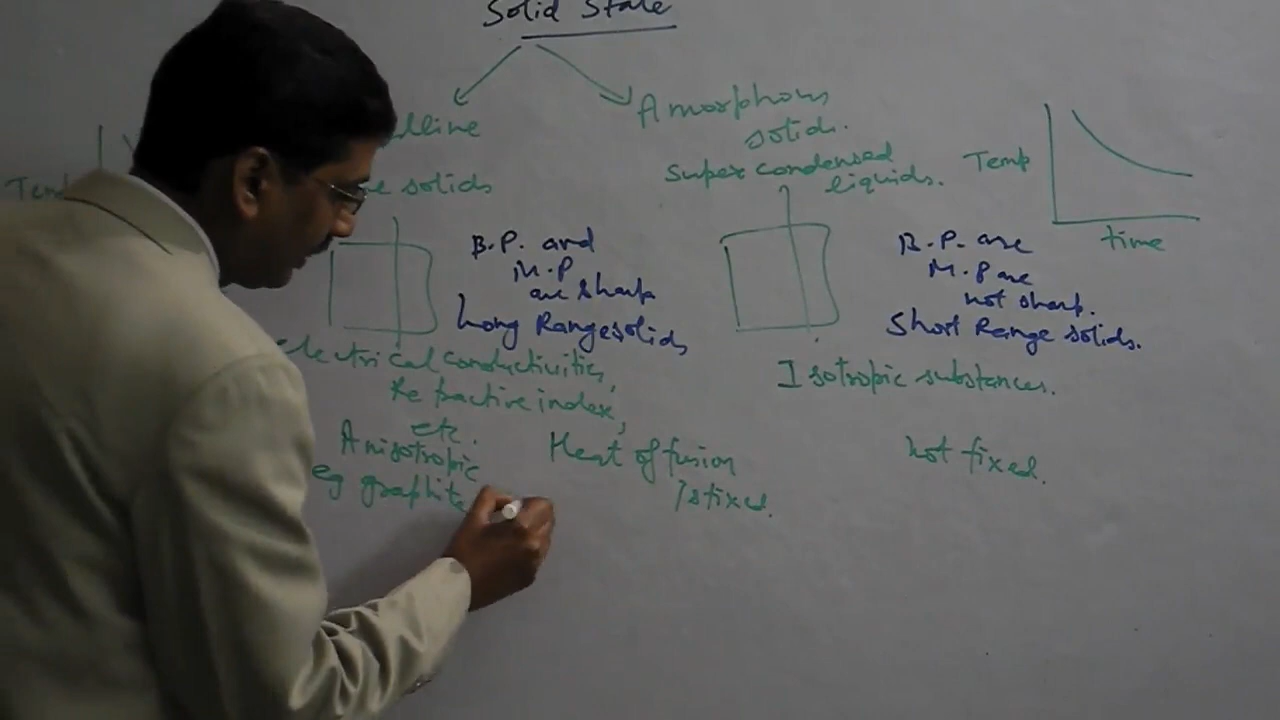 Solid State
lline
Amorphous
solids.
e solids
Super condensed
liquids.
Temp
Temp
time
B.P. and
M.P
are sharp
Long Range solids
B.P. are
M.P are
not sharp.
Short Range solids.
electrical conductivities,
Refractive index,
etc.
Isotropic substances.
Anisotropic
eg graphite
Heat of fusion
is fixed.
not fixed.